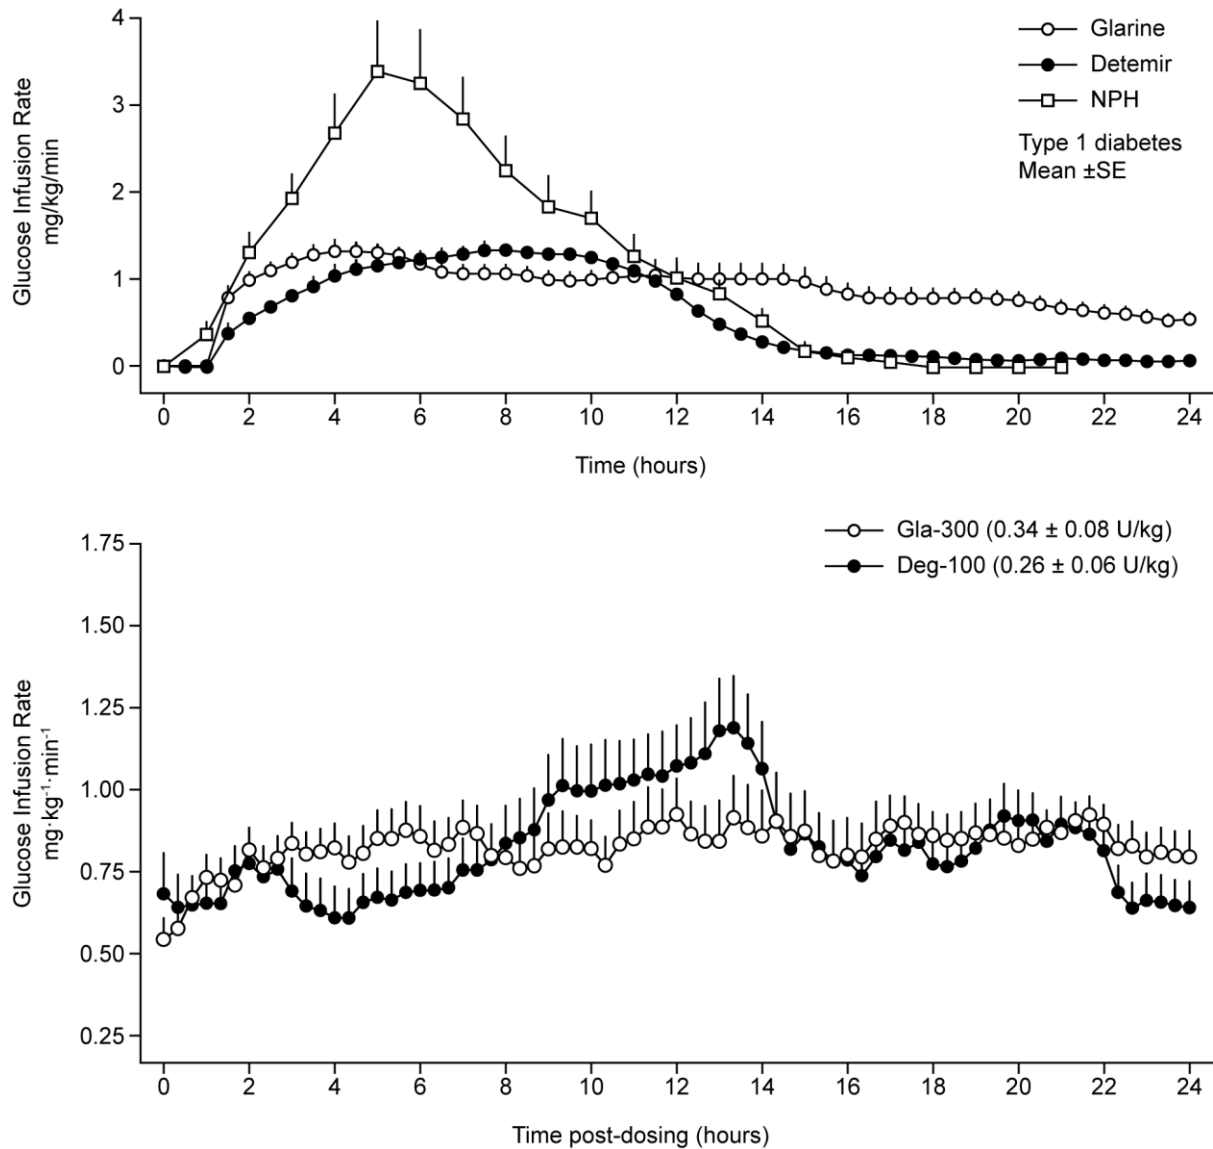 4
3
2
1
0
Glucose Infusion Rate
mg/kg/min
Glarine
Detemir
NPH
Type 1 diabetes
Mean ±SE
0 2 4 6 8 10 12 14 16 18 20 22 24
Time (hours)
Gla-300 (0.34 ± 0.08 U/kg)
Deg-100 (0.26 ± 0.06 U/kg)
1.75
1.50
1.25
1.00
0.75
0.50
0.25
Glucose Infusion Rate
mg·kg⁻¹·min⁻¹
0 2 4 6 8 10 12 14 16 18 20 22 24
Time post-dosing (hours)